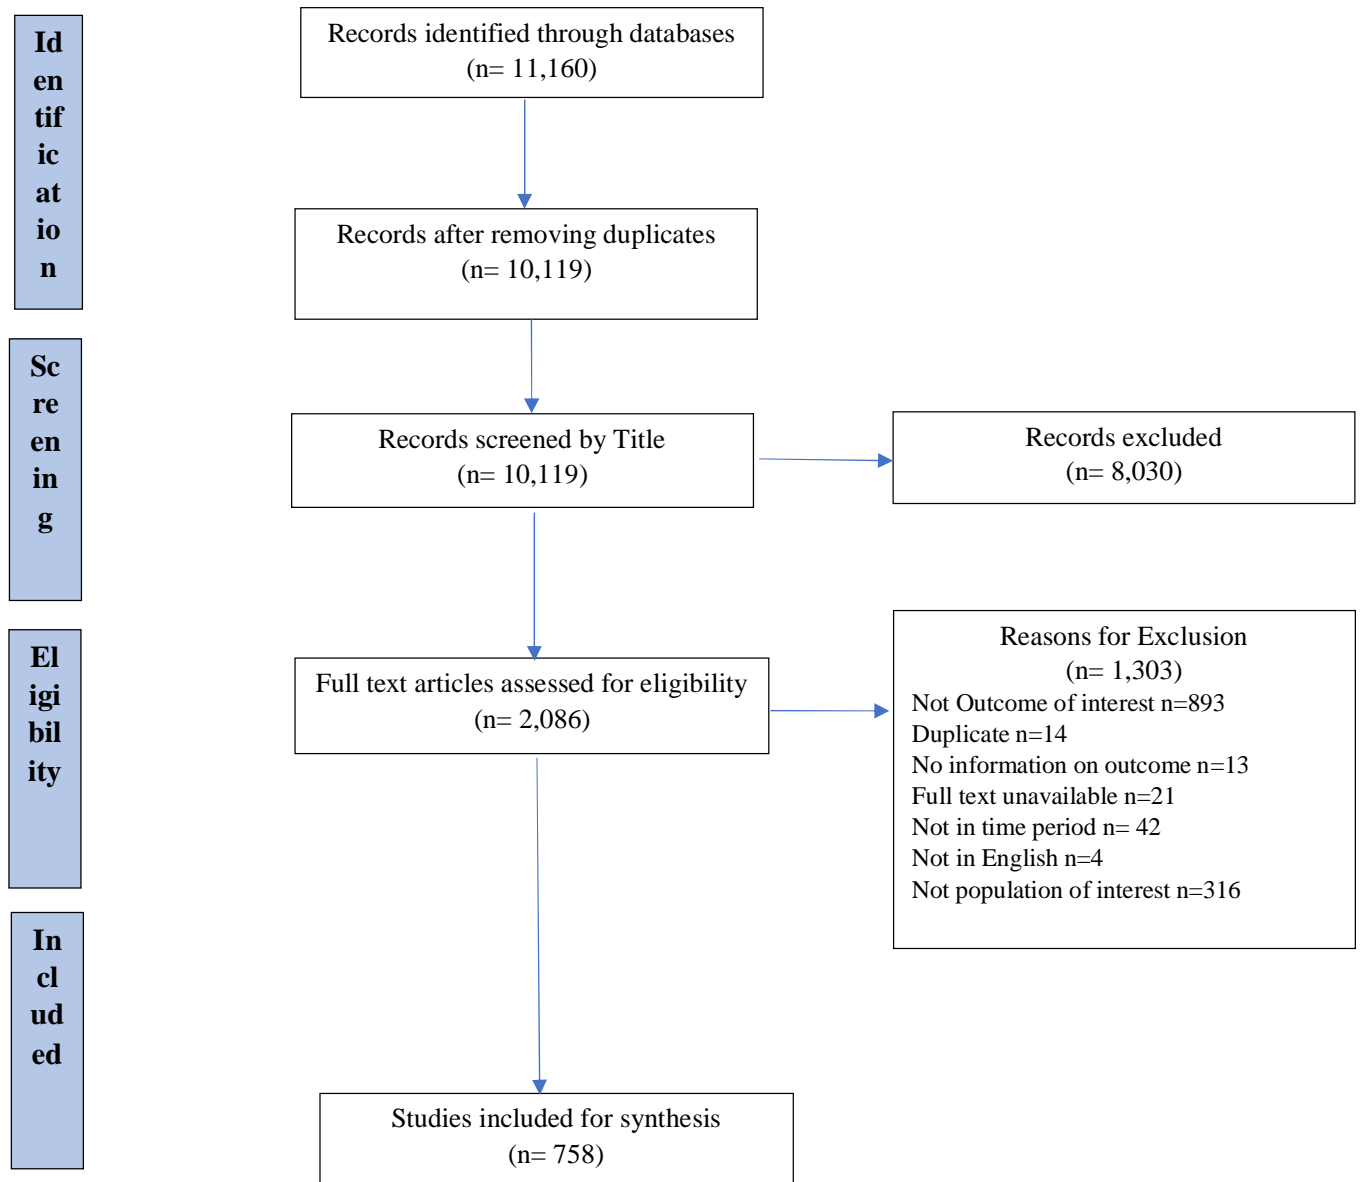 Id
en
tif
ic
at
io
n
Records identified through databases
(n= 11,160)
Records after removing duplicates
(n= 10,119)
Sc
re
en
in
g
Records screened by Title
(n= 10,119)
Records excluded
(n= 8,030)
El
igi
bil
ity
Full text articles assessed for eligibility
(n= 2,086)
Reasons for Exclusion
(n= 1,303)
Not Outcome of interest n=893
Duplicate n=14
No information on outcome n=13
Full text unavailable n=21
Not in time period n= 42
Not in English n=4
Not population of interest n=316
In
cl
ud
ed
Studies included for synthesis
(n= 758)